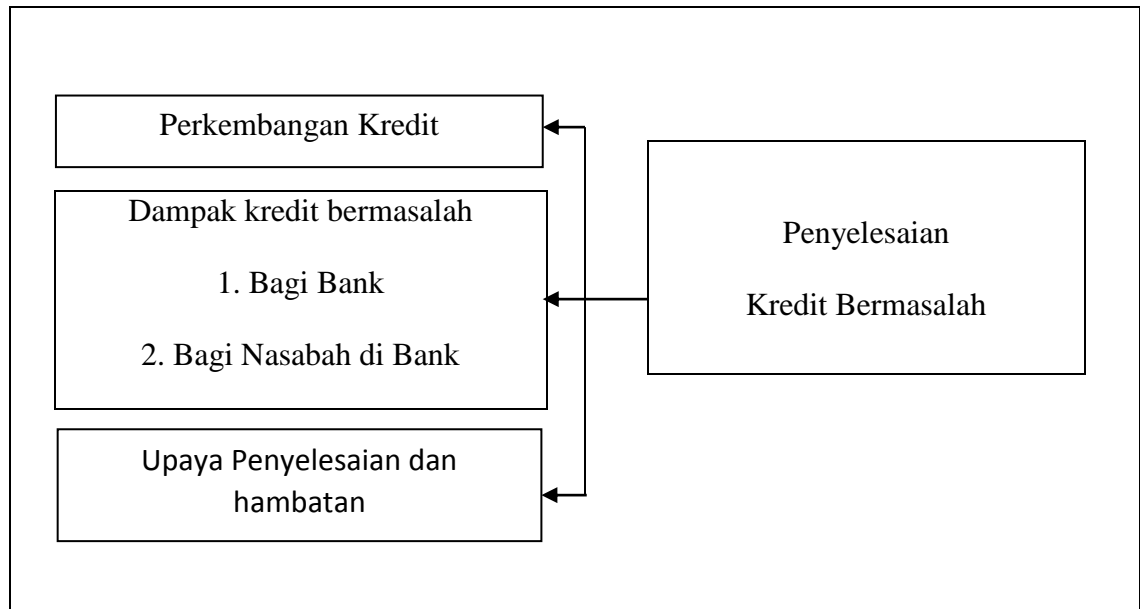 Perkembangan Kredit
Dampak kredit bermasalah
1. Bagi Bank
2. Bagi Nasabah di Bank
Upaya Penyelesaian dan
hambatan
Penyelesaian
Kredit Bermasalah